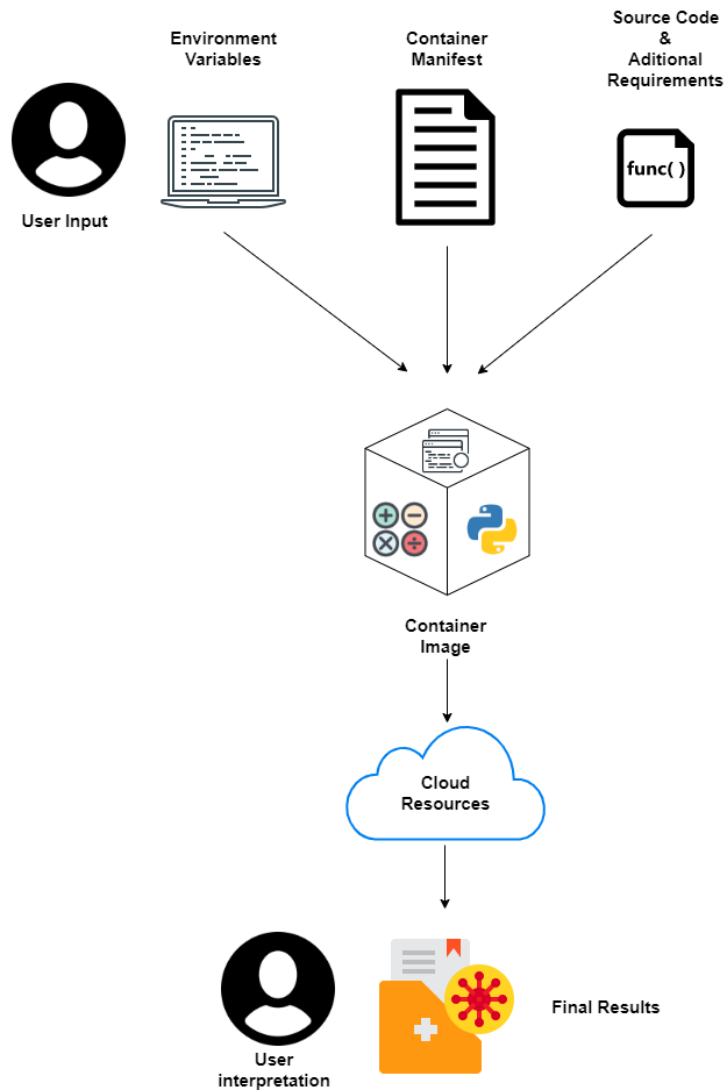 Environment
Variables
Container
Manifest
Source Code
&
Aditional
Requirements
User Input
func( )
Container
Image
Cloud
Resources
Final Results
User
interpretation